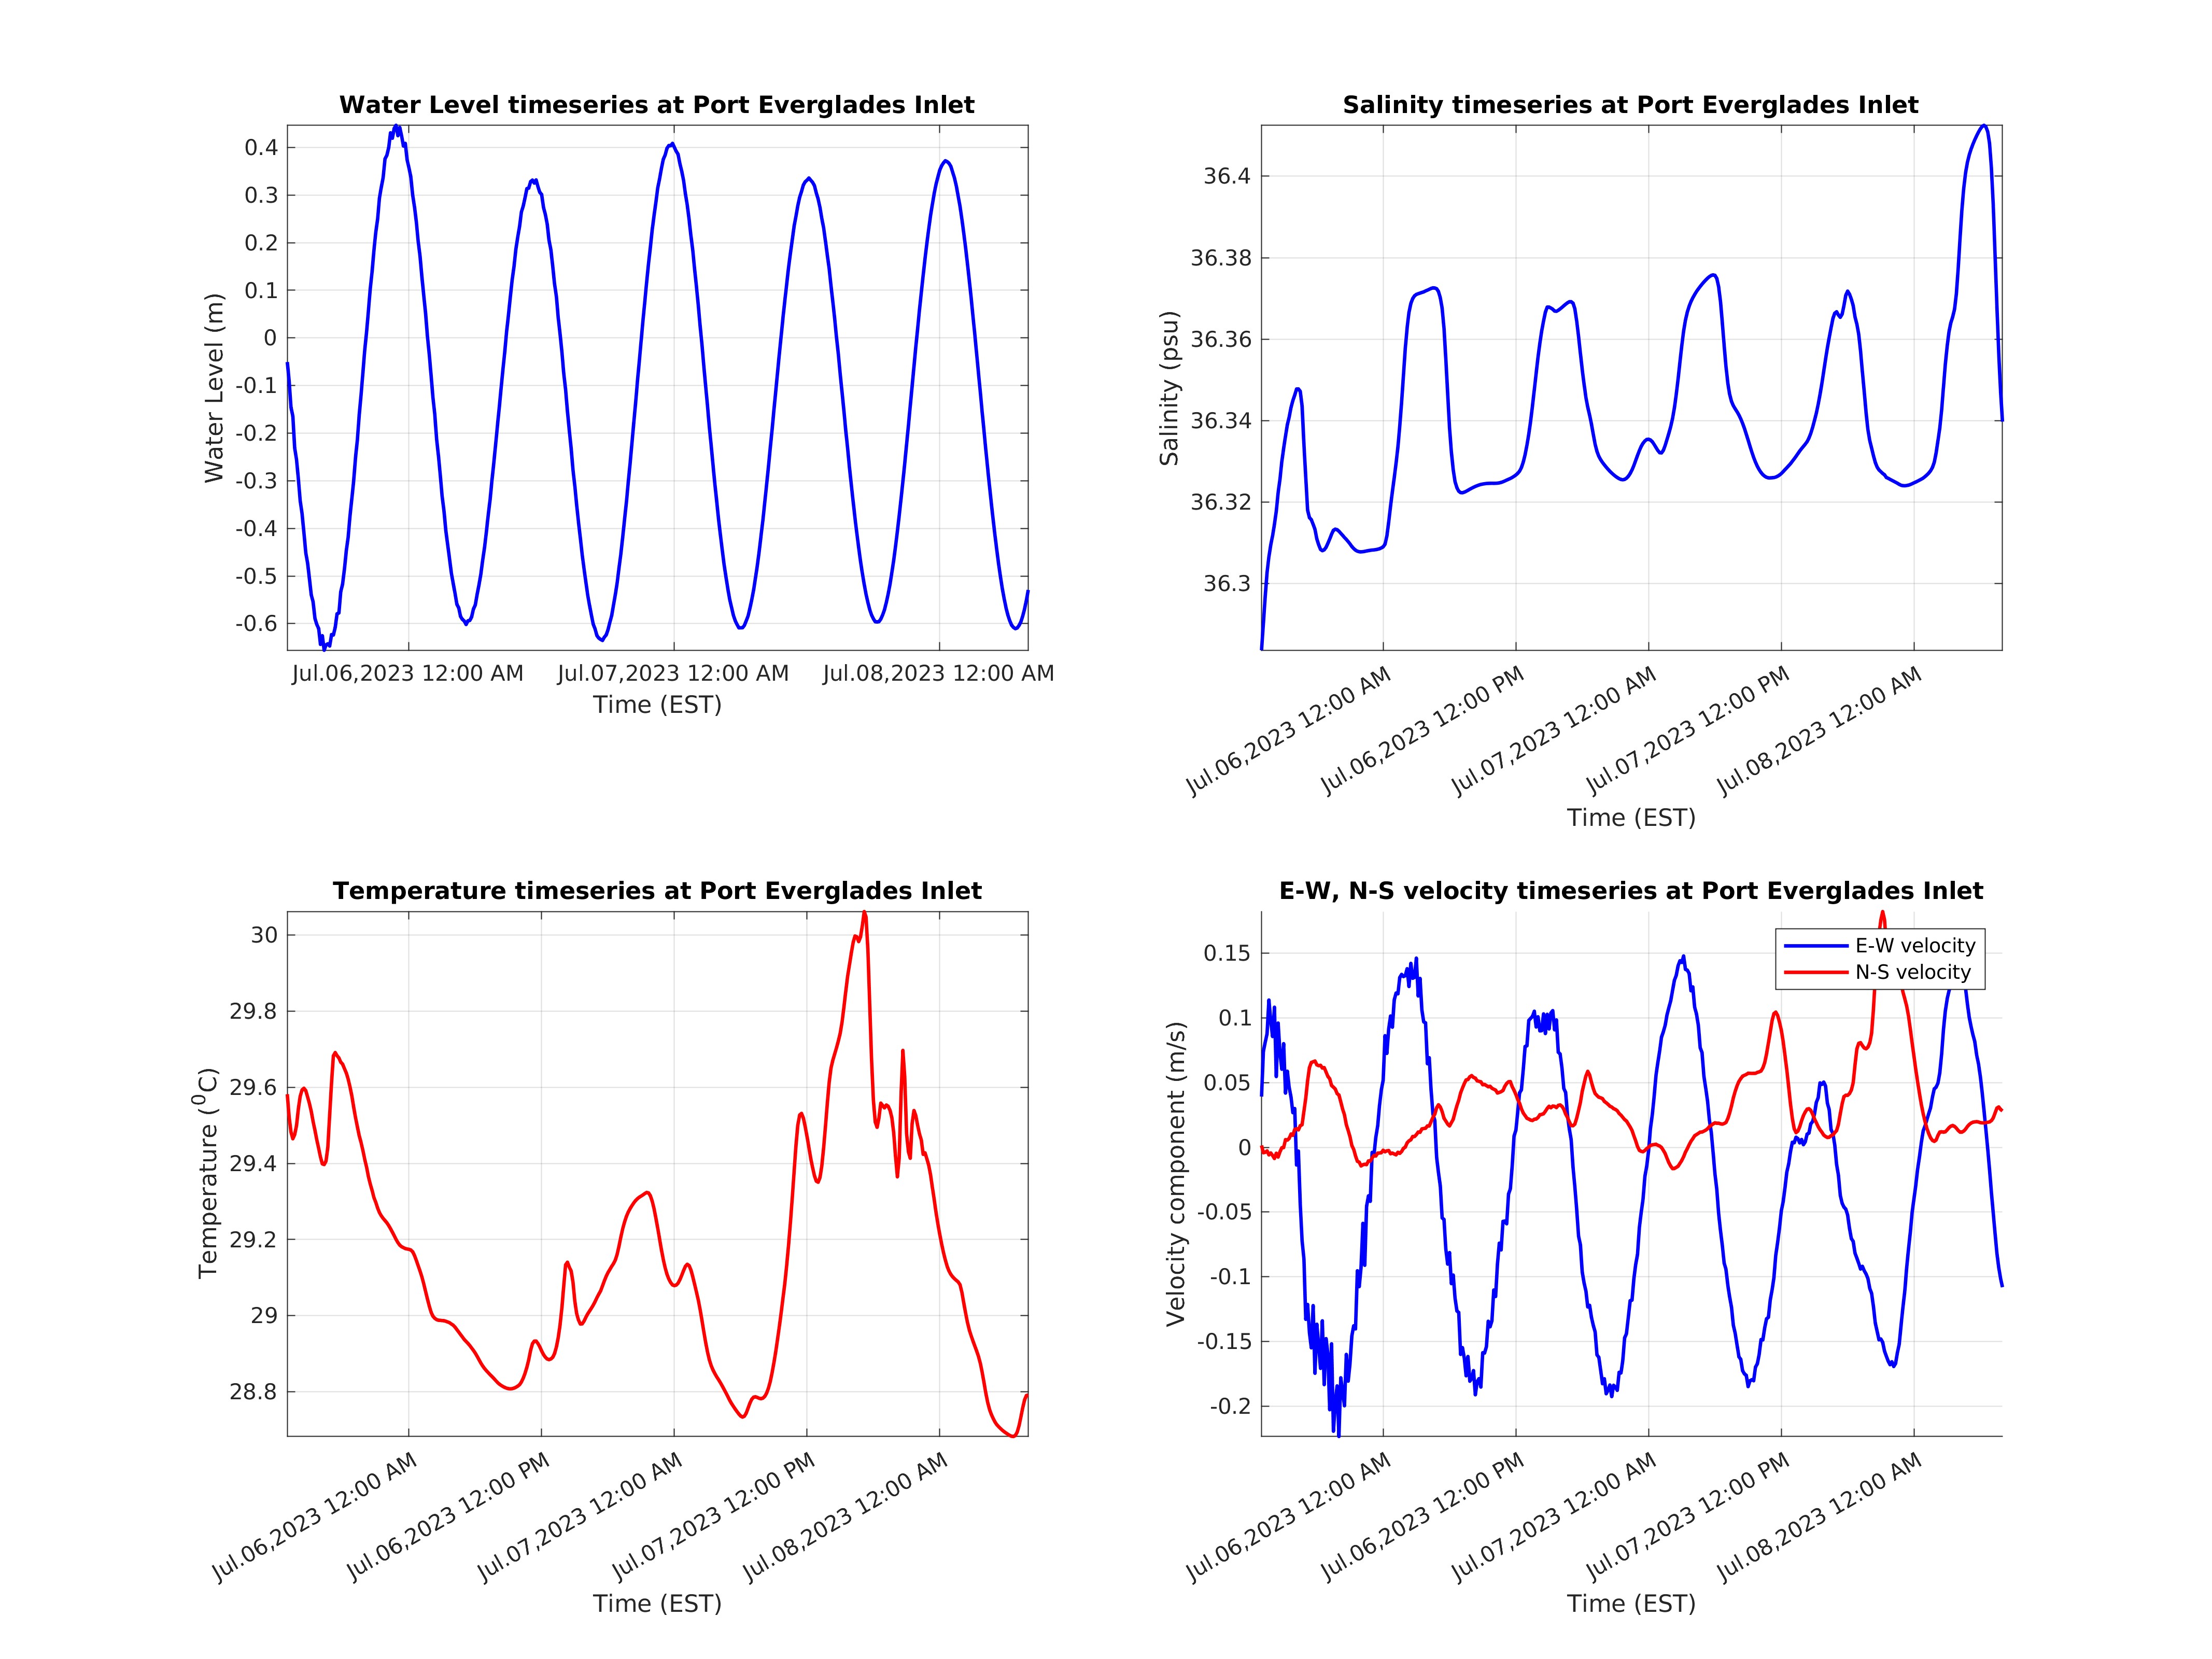 Water Level timeseries at Port Everglades Inlet
0.4
0.3
0.2
0.1
0
-0.1
-0.2
-0.3
-0.4
-0.5
-0.6
Water Level (m)
Jul.06,2023 12:00 AM
Jul.07,2023 12:00 AM
Jul.08,2023 12:00 AM
Time (EST)
Salinity timeseries at Port Everglades Inlet
36.4
36.38
36.36
36.34
36.32
36.3
Salinity (psu)
Jul.06,2023 12:00 AM
Jul.06,2023 12:00 PM
Jul.07,2023 12:00 AM
Jul.07,2023 12:00 PM
Jul.08,2023 12:00 AM
Time (EST)
Temperature timeseries at Port Everglades Inlet
30
29.8
29.6
29.4
29.2
29
28.8
Temperature (⁰C)
Jul.06,2023 12:00 AM
Jul.06,2023 12:00 PM
Jul.07,2023 12:00 AM
Jul.07,2023 12:00 PM
Jul.08,2023 12:00 AM
Time (EST)
E-W, N-S velocity timeseries at Port Everglades Inlet
E-W velocity
N-S velocity
0.15
0.1
0.05
0
-0.05
-0.1
-0.15
-0.2
Velocity component (m/s)
Jul.06,2023 12:00 AM
Jul.06,2023 12:00 PM
Jul.07,2023 12:00 AM
Jul.07,2023 12:00 PM
Jul.08,2023 12:00 AM
Time (EST)